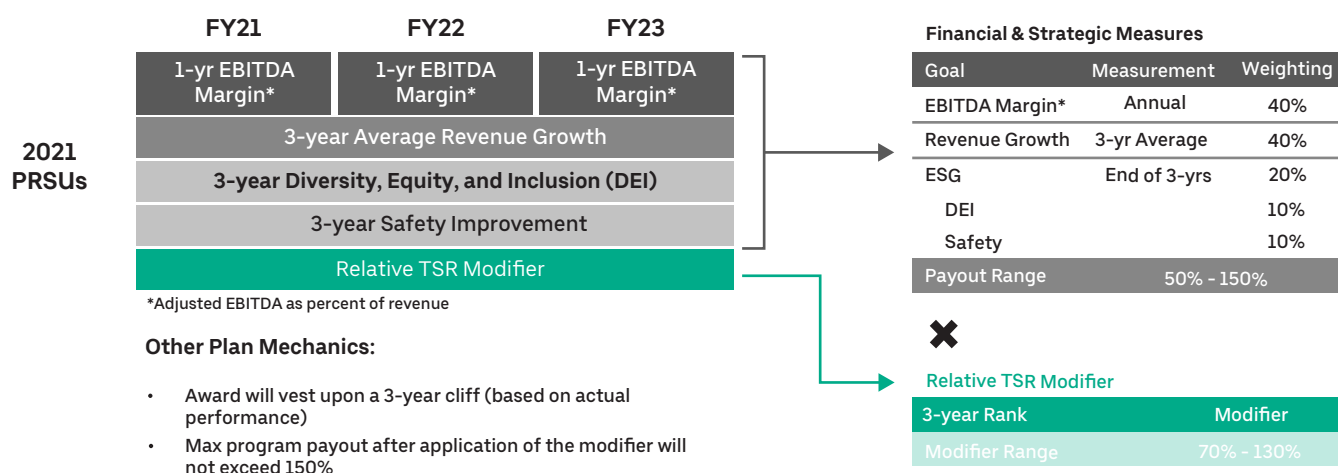 FY21 FY22 FY23
1-yr EBITDA Margin* 1-yr EBITDA Margin* 1-yr EBITDA Margin*
2021
PRSUs
3-year Average Revenue Growth
3-year Diversity, Equity, and Inclusion (DEI)
3-year Safety Improvement
Relative TSR Modifier
*Adjusted EBITDA as percent of revenue
Other Plan Mechanics:
• Award will vest upon a 3-year cliff (based on actual
performance)
• Max program payout after application of the modifier will
not exceed 150%
Financial & Strategic Measures
Goal Measurement Weighting
EBITDA Margin* Annual 40%
Revenue Growth 3-yr Average 40%
ESG End of 3-yrs 20%
DEI 10%
Safety 10%
Payout Range 50% - 150%
Relative TSR Modifier
3-year Rank Modifier
Modifier Range 70% - 130%